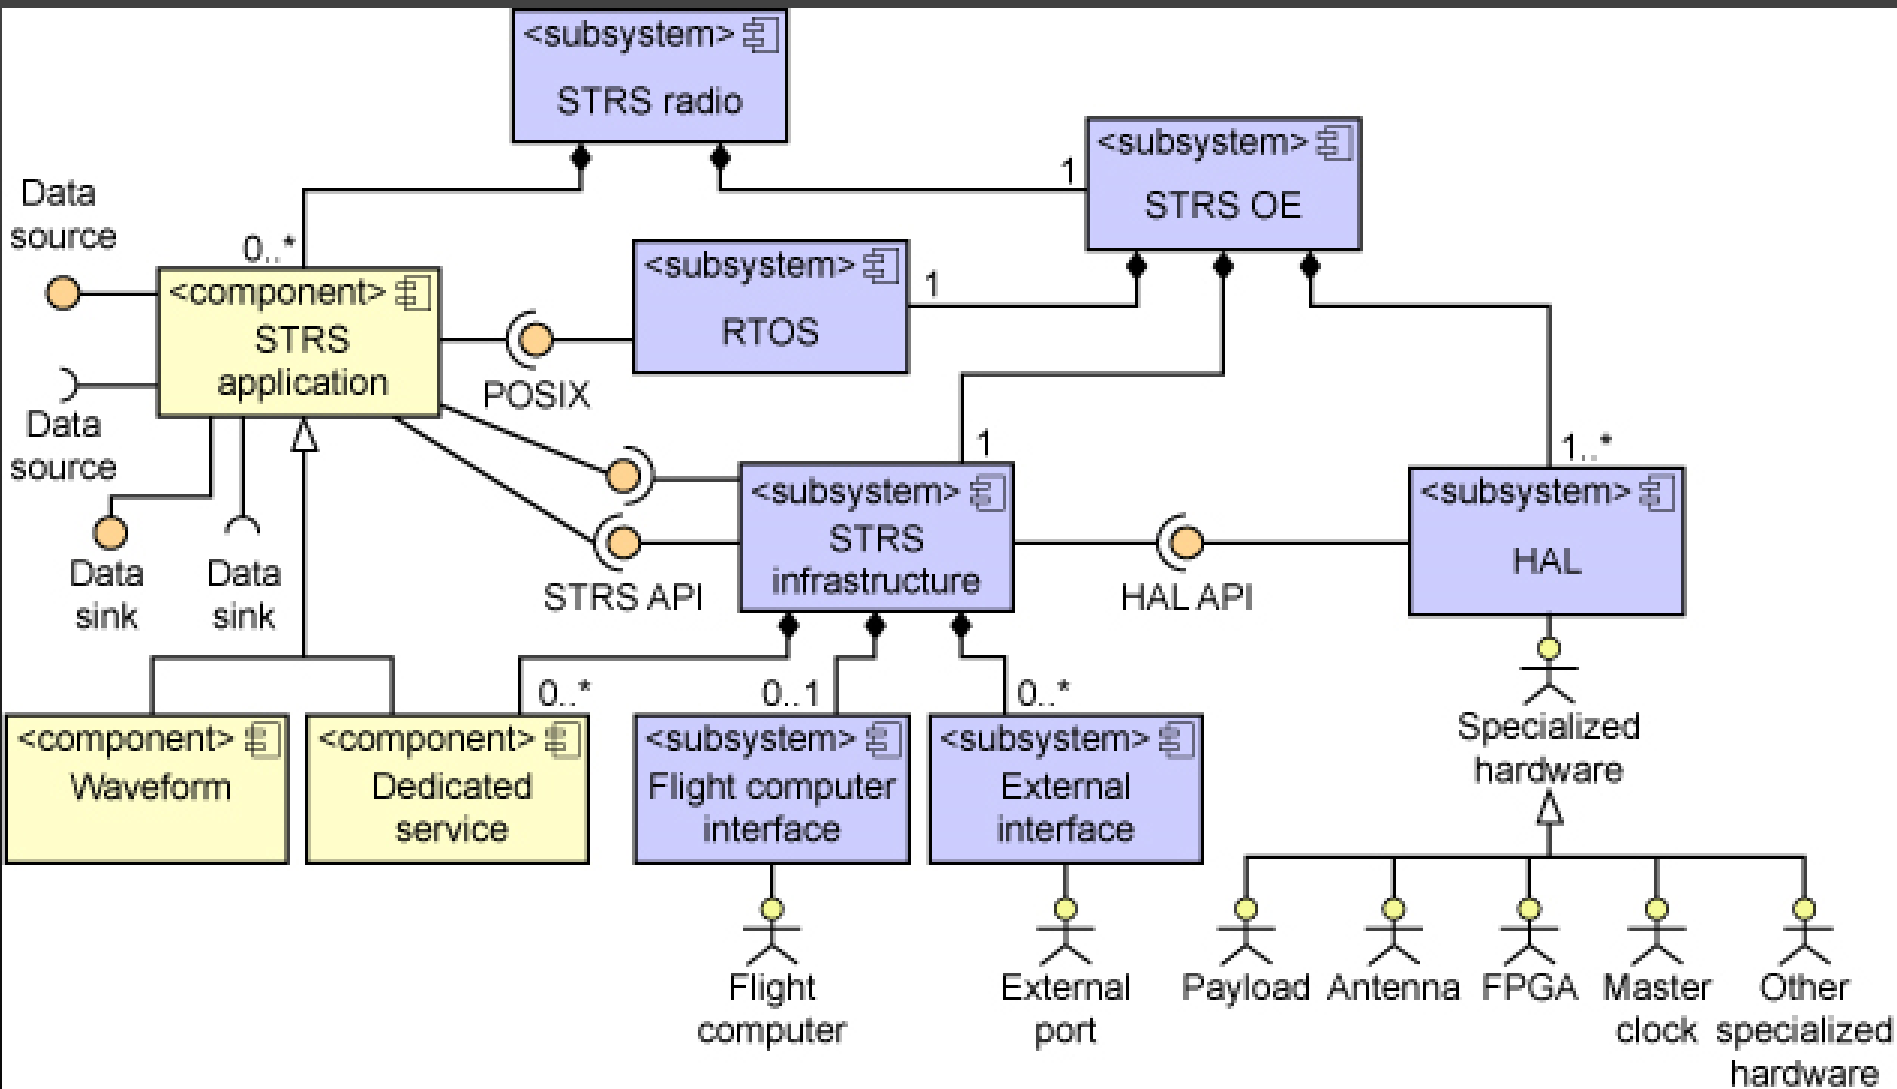 <subsystem>
STRS radio
<subsystem>
STRS OE
1
Data
source
0..*
<component>
STRS
application
<subsystem>
RTOS
1
POSIX
Data
source
Data
sink
Data
sink
1
<subsystem>
STRS
infrastructure
STRS API
HAL API
1..*
<subsystem>
HAL
Specialized
hardware
0..*
0..1
0..*
<component>
Waveform
<component>
Dedicated
service
<subsystem>
Flight computer
interface
<subsystem>
External
interface
Flight
computer
External
port
Payload
Antenna
FPGA
Master
clock
Other
specialized
hardware